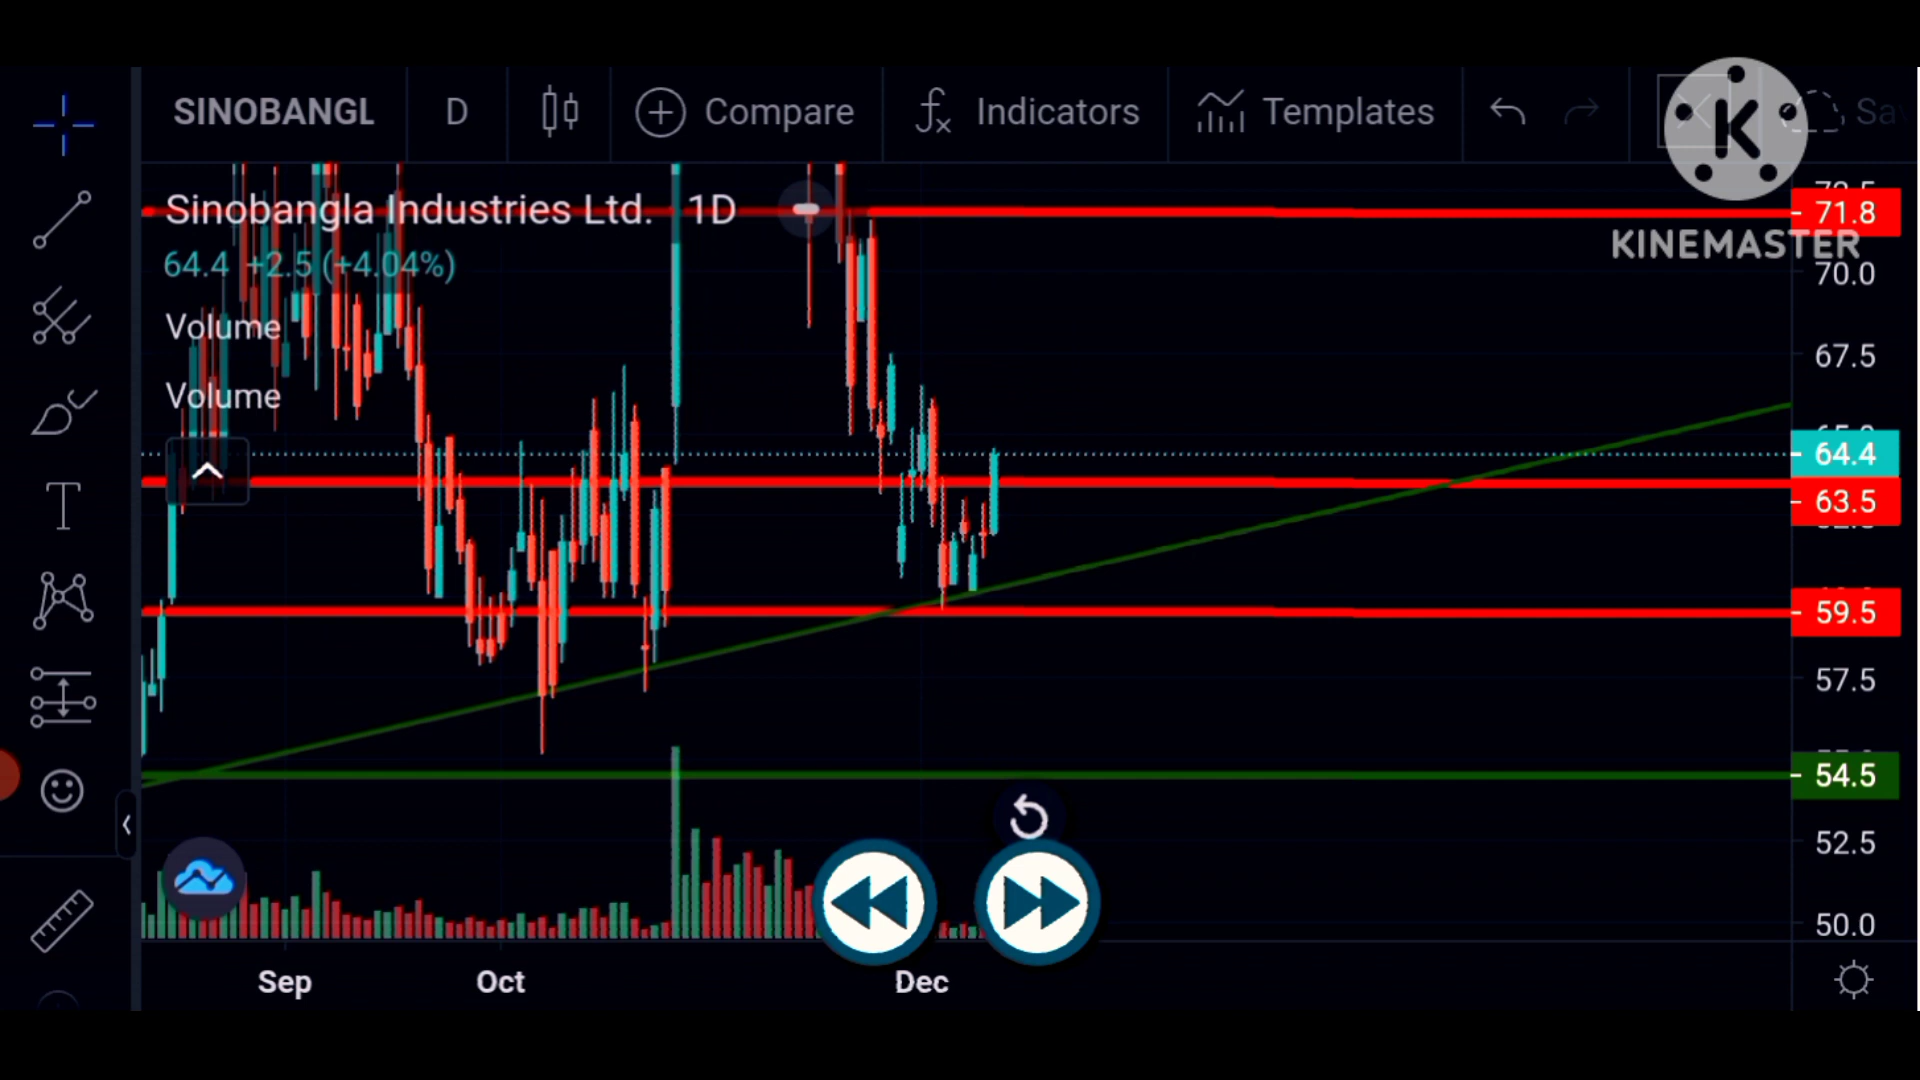 SINOBANGL D Compare Indicators Templates
K
KINEMASTER
Sinobangla Industries Ltd. 1D
64.4 +2.5 (+4.04%)
Volume
Volume
71.8
70.0
67.5
64.4
63.5
59.5
57.5
54.5
52.5
50.0
Sep Oct Dec